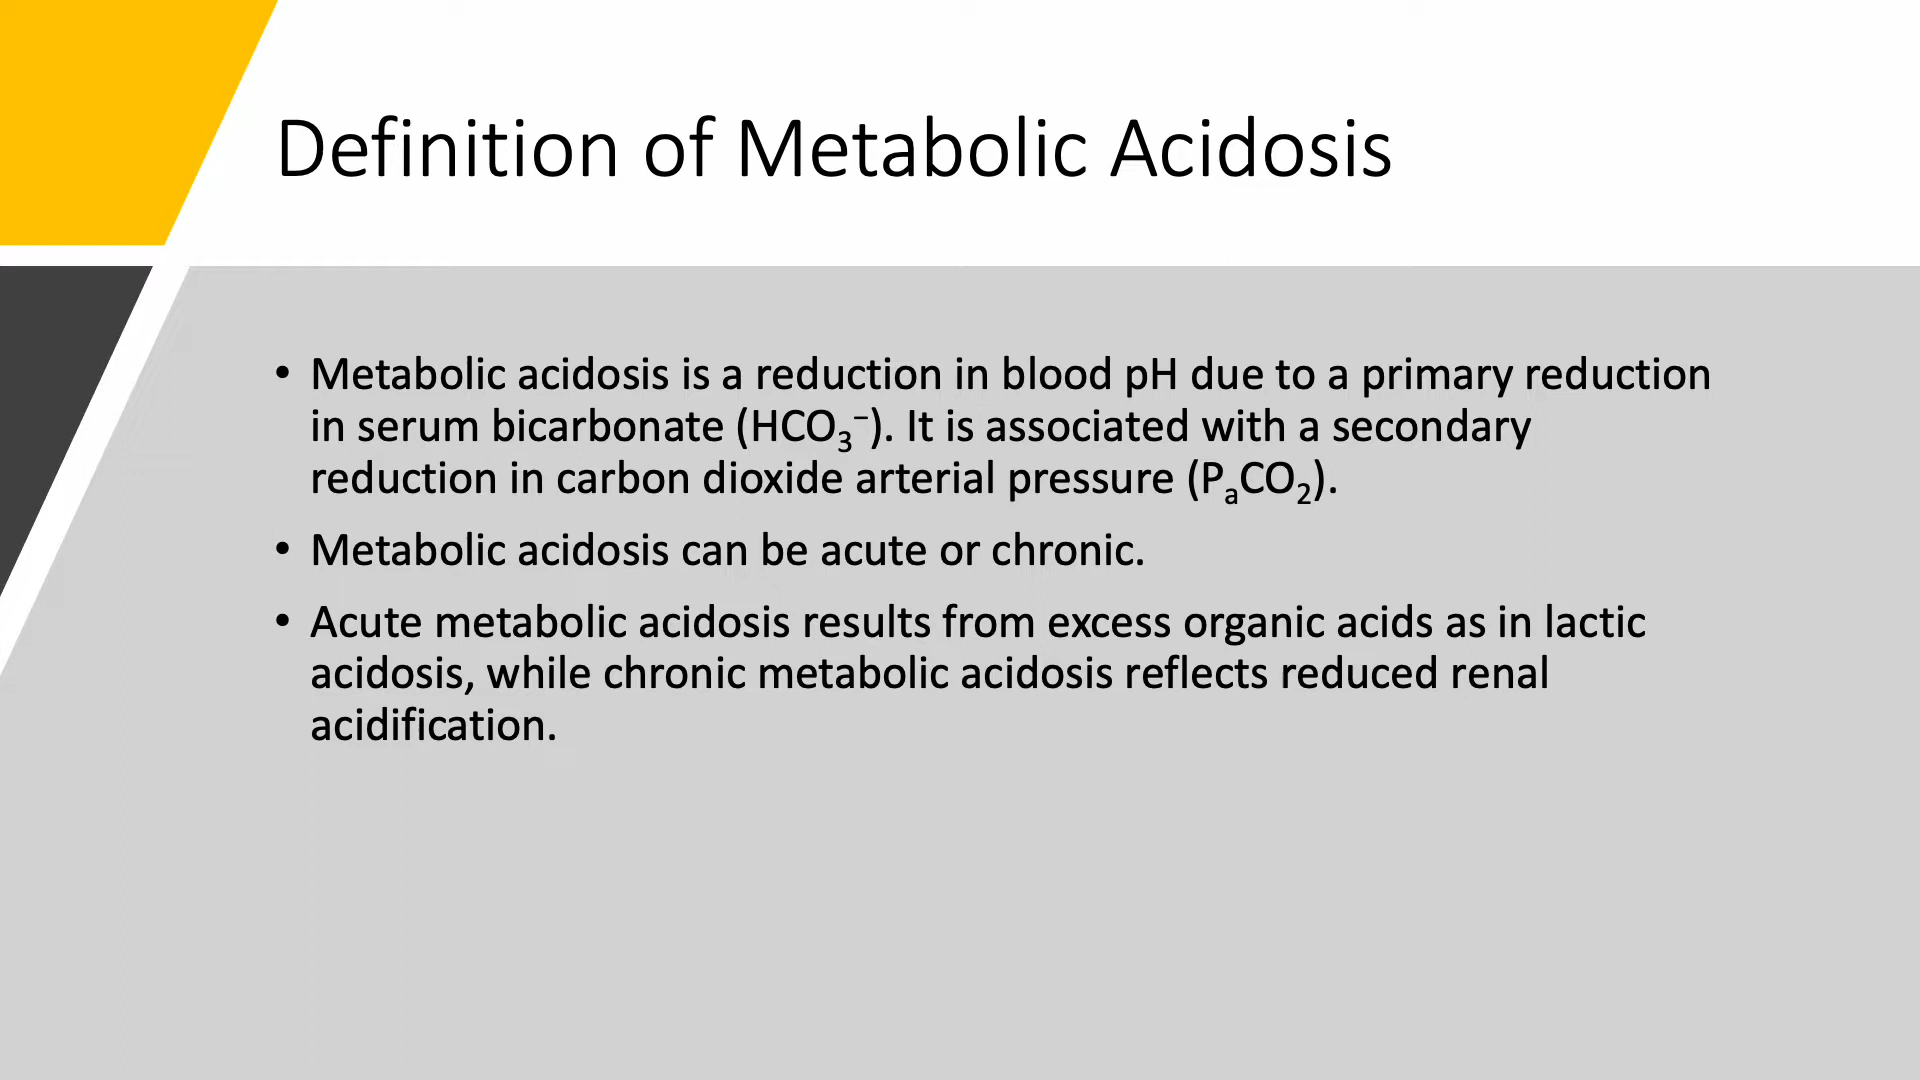 Definition of Metabolic Acidosis
• Metabolic acidosis is a reduction in blood pH due to a primary reduction
in serum bicarbonate (HCO₃⁻). It is associated with a secondary
reduction in carbon dioxide arterial pressure (PₐCO₂).
• Metabolic acidosis can be acute or chronic.
• Acute metabolic acidosis results from excess organic acids as in lactic
acidosis, while chronic metabolic acidosis reflects reduced renal
acidification.